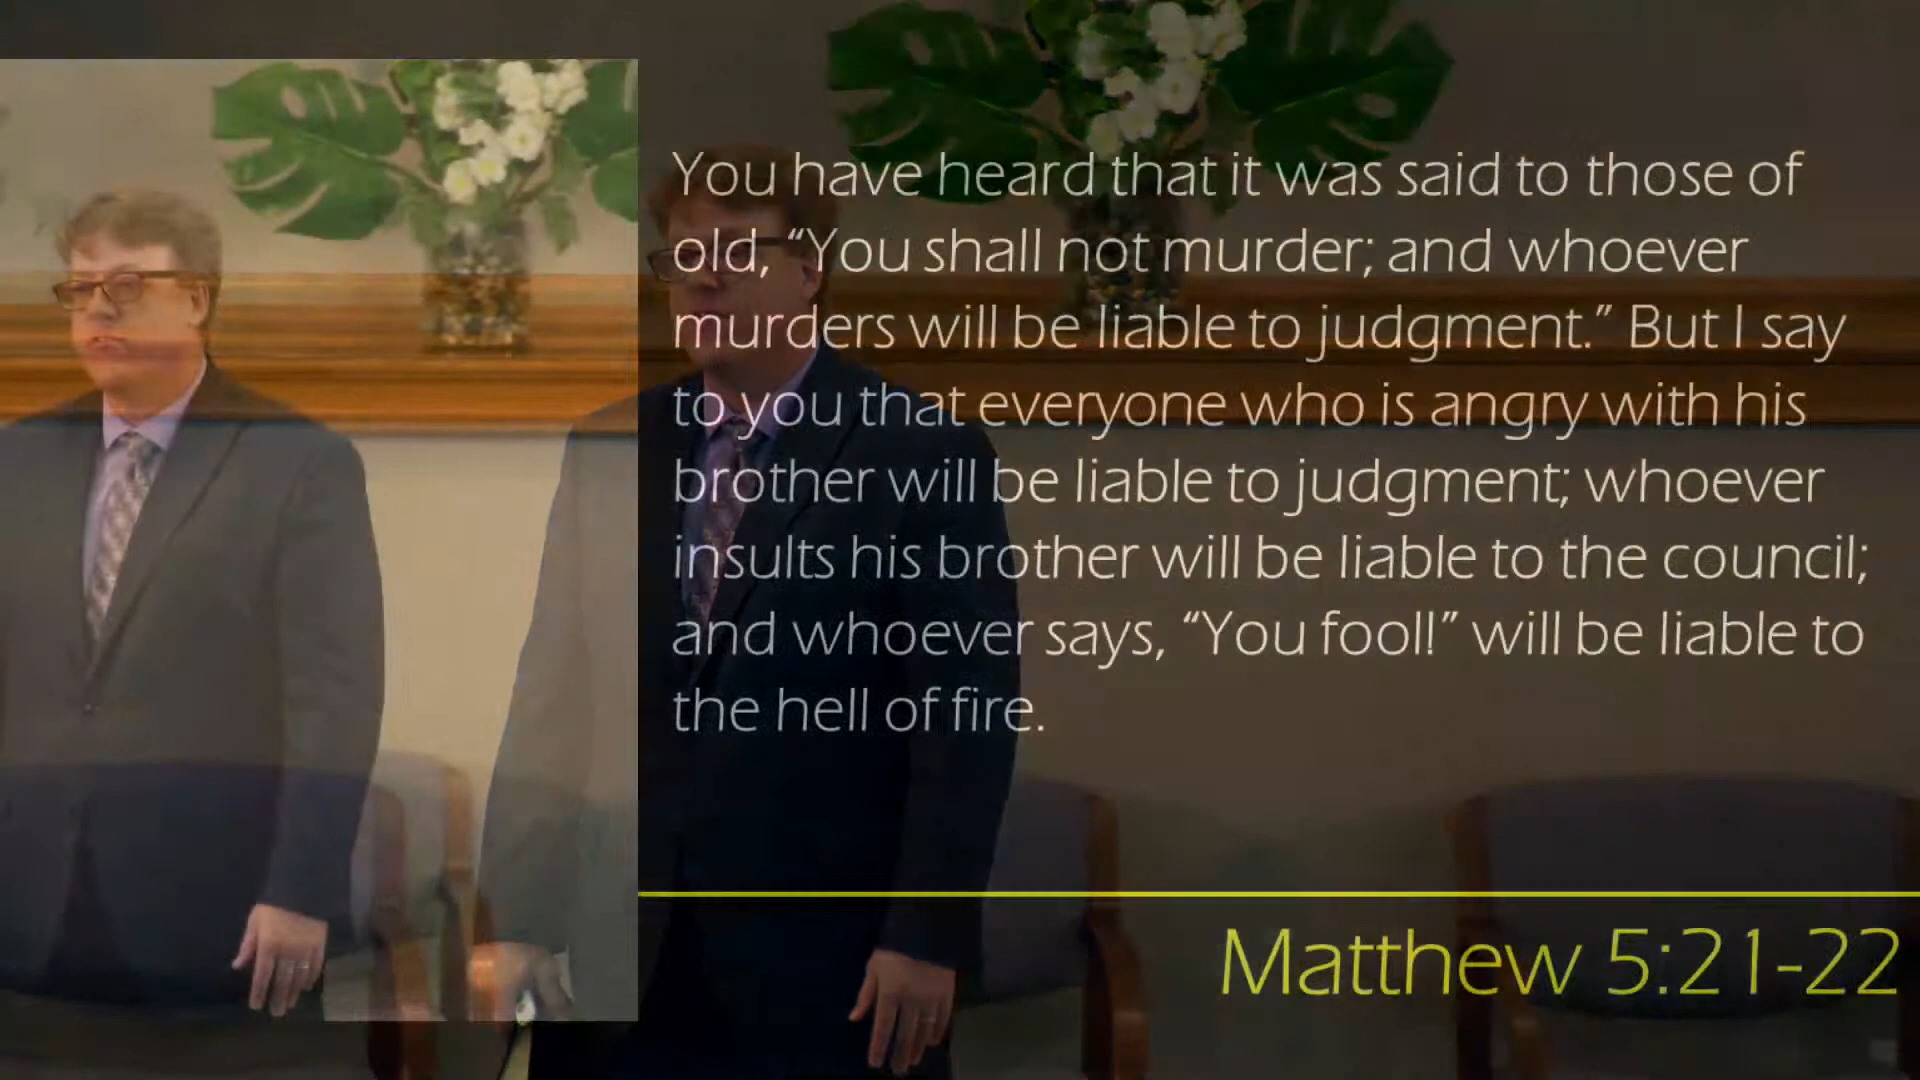 You have heard that it was said to those of
old, “You shall not murder; and whoever
murders will be liable to judgment.” But I say
to you that everyone who is angry with his
brother will be liable to judgment; whoever
insults his brother will be liable to the council;
and whoever says, “You fool!” will be liable to
the hell of fire.
Matthew 5:21-22